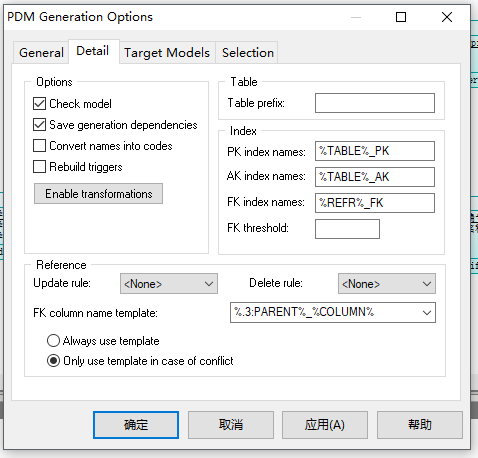 PDM Generation Options
General
Detail
Target Models
Selection
Options
Check model
Save generation dependencies
Convert names into codes
Rebuild triggers
Enable transformations
Table
Table prefix:
Index
PK index names: %TABLE%_PK
AK index names: %TABLE%_AK
FK index names: %REFR%_FK
FK threshold:
Reference
Update rule: <None>
Delete rule: <None>
FK column name template: %.3:PARENT%_%COLUMN%
Always use template
Only use template in case of conflict
确定
取消
应用(A)
帮助